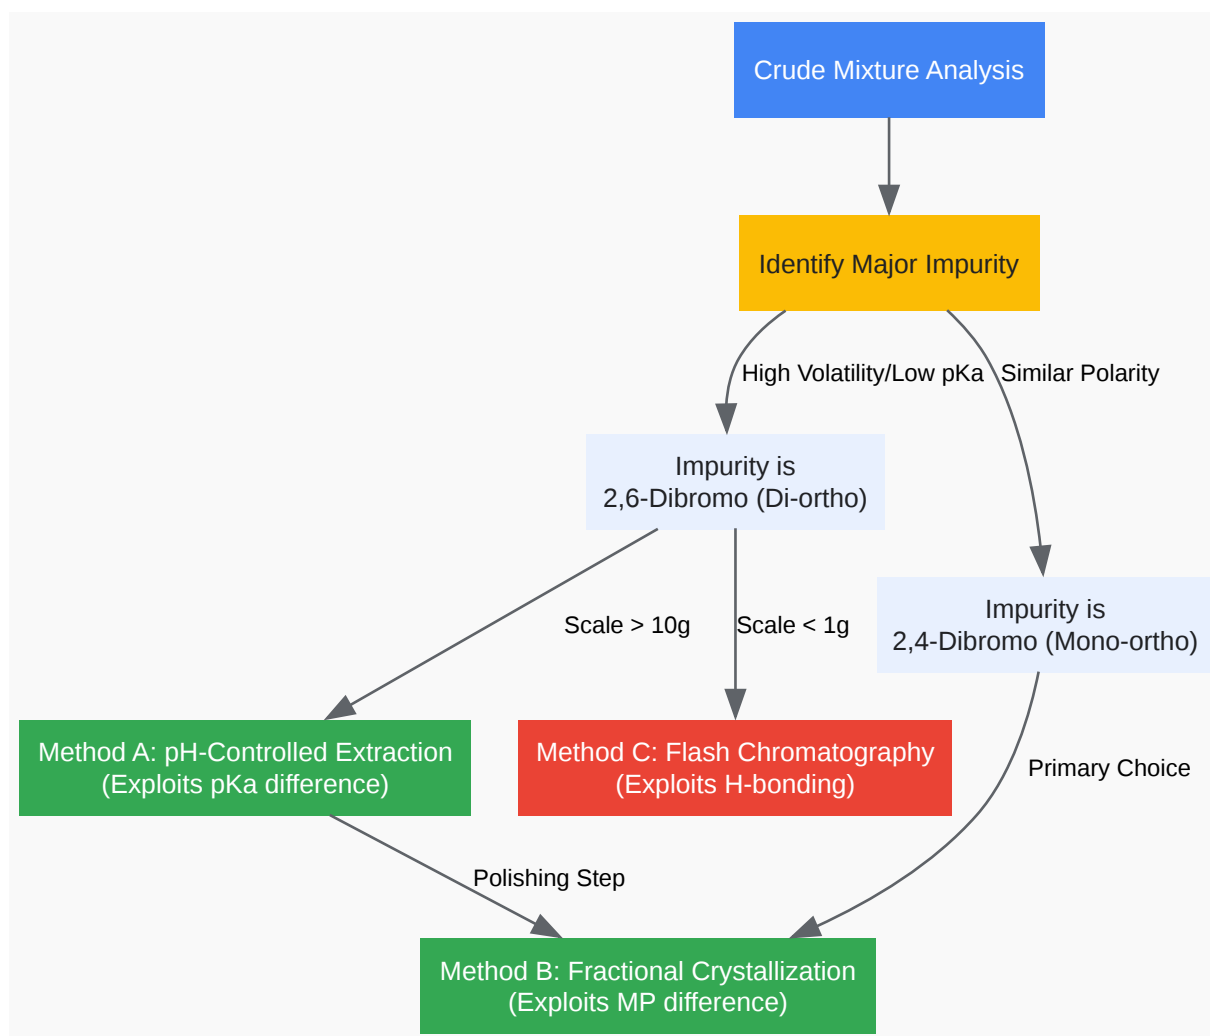 Crude Mixture Analysis
Identify Major Impurity
High Volatility/Low pKa
Similar Polarity
Impurity is
2,6-Dibromo (Di-ortho)
Impurity is
2,4-Dibromo (Mono-ortho)
Scale > 10g
Scale < 1g
Method A: pH-Controlled Extraction
(Exploits pKa difference)
Method C: Flash Chromatography
(Exploits H-bonding)
Primary Choice
Polishing Step
Method B: Fractional Crystallization
(Exploits MP difference)